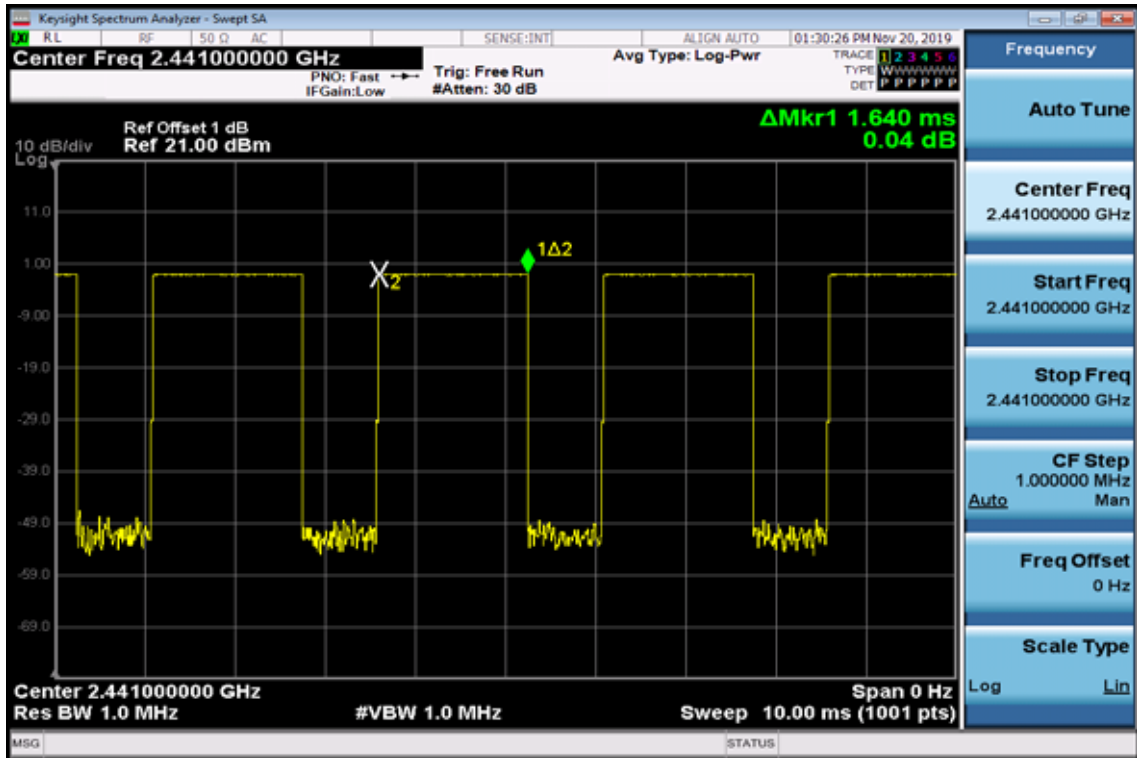 Keysight Spectrum Analyzer - Swept SA
RL RF 50 Ω AC SENSE:INT ALIGN AUTO 01:30:26 PM Nov 20, 2019
Center Freq 2.441000000 GHz
PNO: Fast
IFGain:Low
Trig: Free Run
#Atten: 30 dB
Avg Type: Log-Pwr
TRACE 1 2 3 4 5 6
TYPE WWWWWW
DET P P P P P P
ΔMkr1 1.640 ms
0.04 dB
Ref Offset 1 dB
10 dB/div Ref 21.00 dBm
Log
11.0
1.00
-9.00
-19.0
-29.0
-39.0
-49.0
-59.0
-69.0
X2
1Δ2
Center 2.441000000 GHz Span 0 Hz
Res BW 1.0 MHz #VBW 1.0 MHz Sweep 10.00 ms (1001 pts)
MSG STATUS
Frequency
Auto Tune
Center Freq
2.441000000 GHz
Start Freq
2.441000000 GHz
Stop Freq
2.441000000 GHz
CF Step
1.000000 MHz
Auto Man
Freq Offset
0 Hz
Scale Type
Log Lin